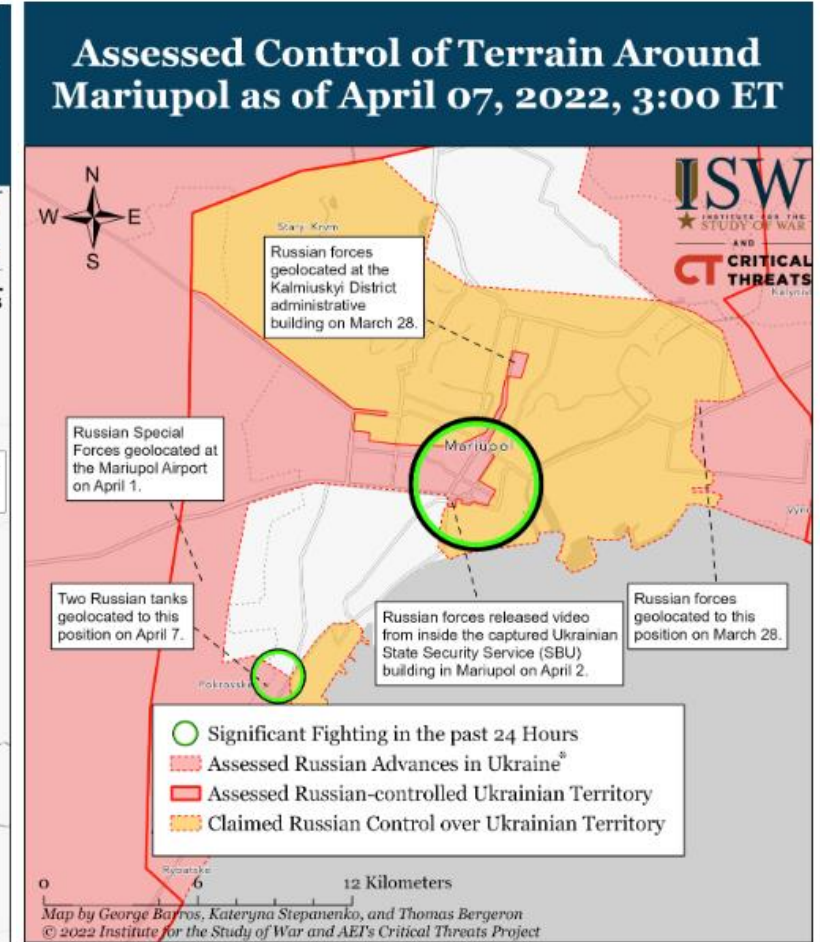 Assessed Control of Terrain Around
Mariupol as of April 07, 2022, 3:00 ET
N
W
E
S
ISW
INSTITUTE FOR THE
STUDY OF WAR
AND
CT CRITICAL
THREATS
Stary Krym
Russian forces
geolocated at the
Kalmiuskyi District
administrative
building on March 28.
Mariupol
Russian Special
Forces geolocated at
the Mariupol Airport
on April 1.
Two Russian tanks
geolocated to this
position on April 7.
Russian forces released video
from inside the captured Ukrainian
State Security Service (SBU)
building in Mariupol on April 2.
Russian forces
geolocated to this
position on March 28.
Pokrovske
Significant Fighting in the past 24 Hours
Assessed Russian Advances in Ukraine*
Assessed Russian-controlled Ukrainian Territory
Claimed Russian Control over Ukrainian Territory
Rybatske
0 6 12 Kilometers
Map by George Barros, Kateryna Stepanenko, and Thomas Bergeron
© 2022 Institute for the Study of War and AEI's Critical Threats Project